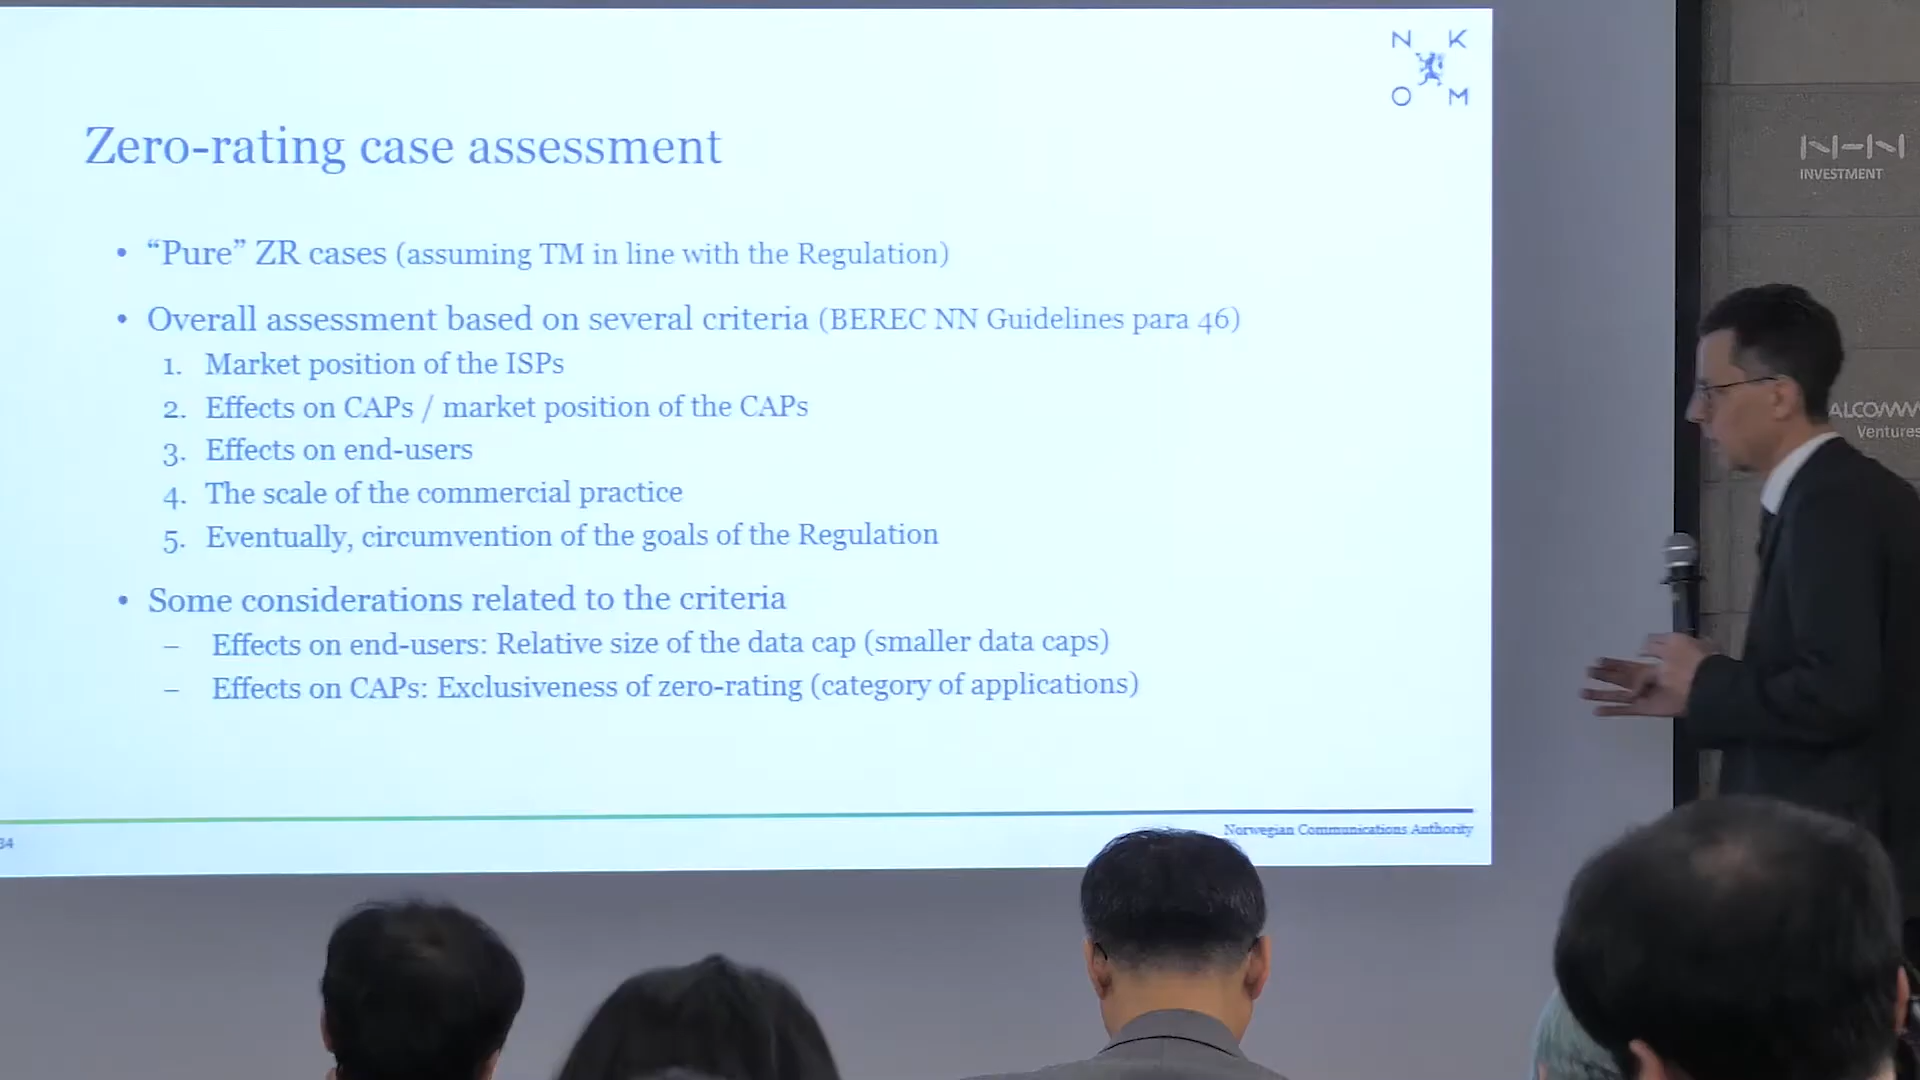 N K
O M
Zero-rating case assessment
• “Pure” ZR cases (assuming TM in line with the Regulation)
• Overall assessment based on several criteria (BEREC NN Guidelines para 46)
1. Market position of the ISPs
2. Effects on CAPs / market position of the CAPs
3. Effects on end-users
4. The scale of the commercial practice
5. Eventually, circumvention of the goals of the Regulation
• Some considerations related to the criteria
– Effects on end-users: Relative size of the data cap (smaller data caps)
– Effects on CAPs: Exclusiveness of zero-rating (category of applications)
Norwegian Communications Authority
34
INVESTMENT
ALCOMM
Ventures